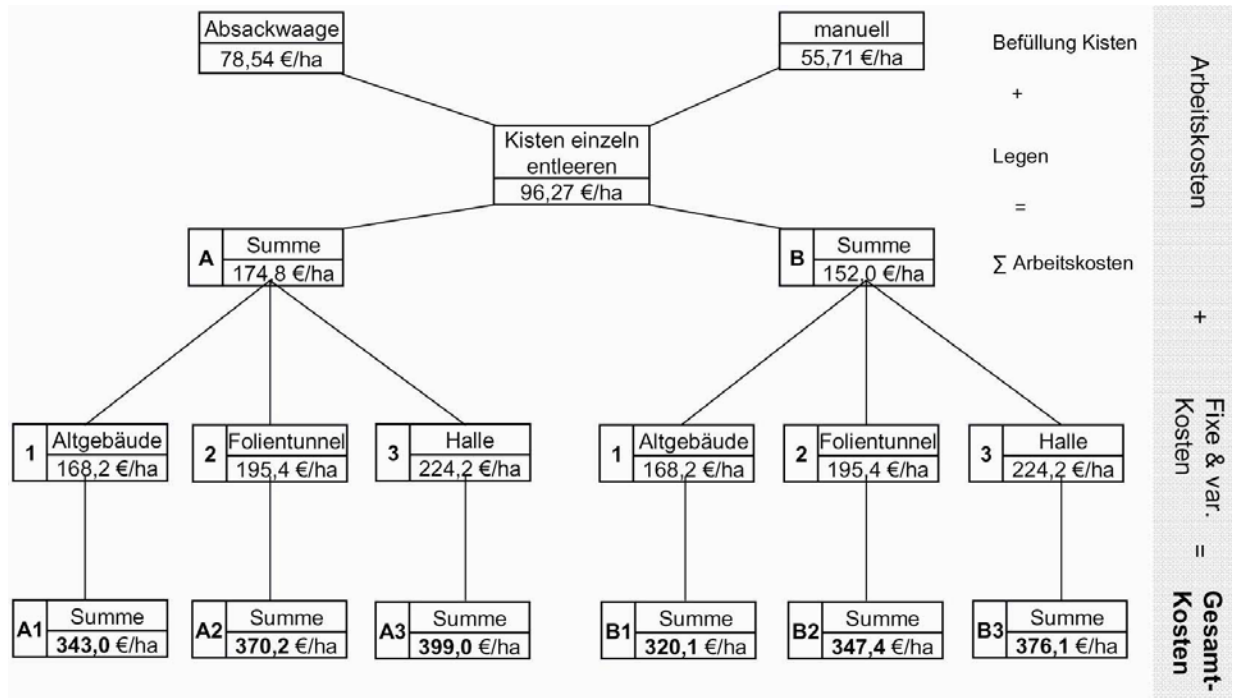 Absackwaage
78,54 €/ha
manuell
55,71 €/ha
Befüllung Kisten
+
Kisten einzeln
entleeren
96,27 €/ha
Legen
=
A
Summe
174,8 €/ha
B
Summe
152,0 €/ha
∑ Arbeitskosten
1
Altgebäude
168,2 €/ha
2
Folientunnel
195,4 €/ha
3
Halle
224,2 €/ha
1
Altgebäude
168,2 €/ha
2
Folientunnel
195,4 €/ha
3
Halle
224,2 €/ha
A1
Summe
343,0 €/ha
A2
Summe
370,2 €/ha
A3
Summe
399,0 €/ha
B1
Summe
320,1 €/ha
B2
Summe
347,4 €/ha
B3
Summe
376,1 €/ha
Arbeitskosten
+
Fixe & var.
Kosten
=
Gesamt-
Kosten